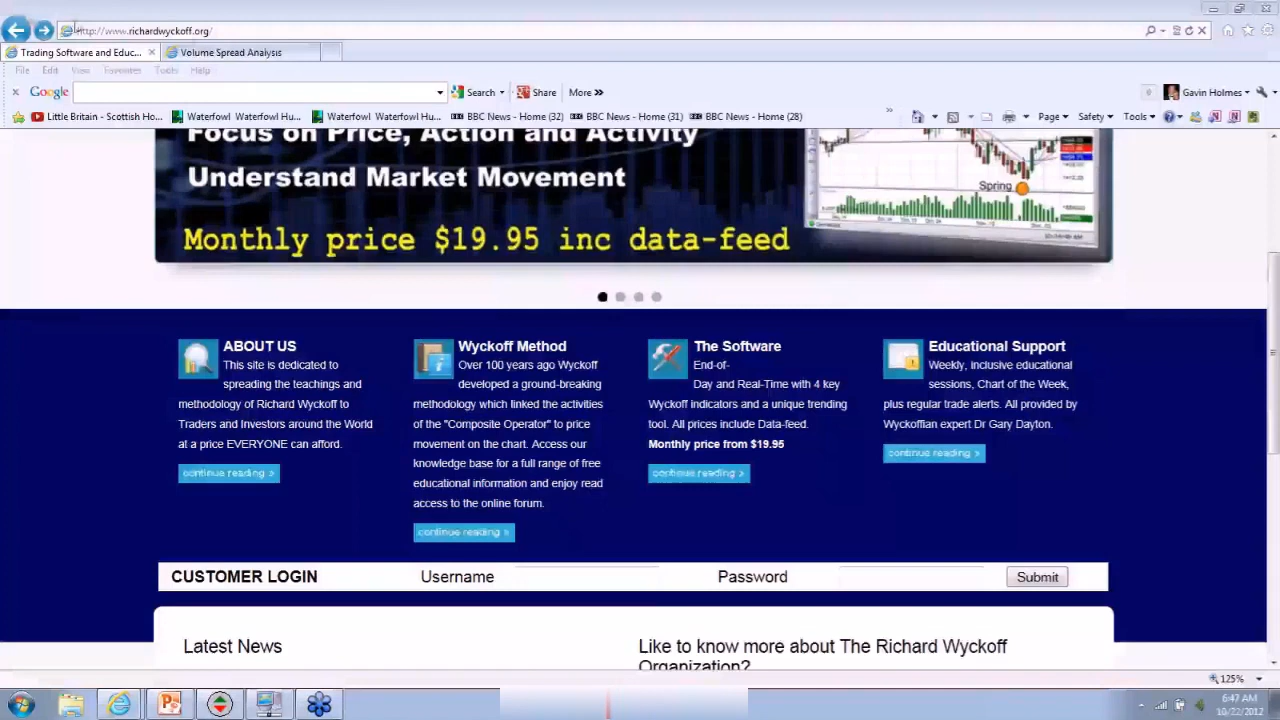 http://www.richardwyckoff.org/
Trading Software and Educ...
Volume Spread Analysis
File Edit View Favorites Tools Help
Google Search Share More » Gavin Holmes
Little Britain - Scottish Ho... Waterfowl Waterfowl Hu... Waterfowl Waterfowl Hu... BBC News - Home (32) BBC News - Home (31) BBC News - Home (28) » Page Safety Tools
Focus on Price, Action and Activity
Understand Market Movement
Monthly price $19.95 inc data-feed
Spring
ABOUT US
This site is dedicated to
spreading the teachings and
methodology of Richard Wyckoff to
Traders and Investors around the World
at a price EVERYONE can afford.
continue reading »
Wyckoff Method
Over 100 years ago Wyckoff
developed a ground-breaking
methodology which linked the activities
of the "Composite Operator" to price
movement on the chart. Access our
knowledge base for a full range of free
educational information and enjoy read
access to the online forum.
continue reading »
The Software
End-of-
Day and Real-Time with 4 key
Wyckoff Indicators and a unique trending
tool. All prices include Data-feed.
Monthly price from $19.95
continue reading »
Educational Support
Weekly, inclusive educational
sessions, Chart of the Week,
plus regular trade alerts. All provided by
Wyckoffian expert Dr Gary Dayton.
continue reading »
CUSTOMER LOGIN Username Password Submit
Latest News
Like to know more about The Richard Wyckoff
Organization?
125%
6:47 AM
10/22/2012